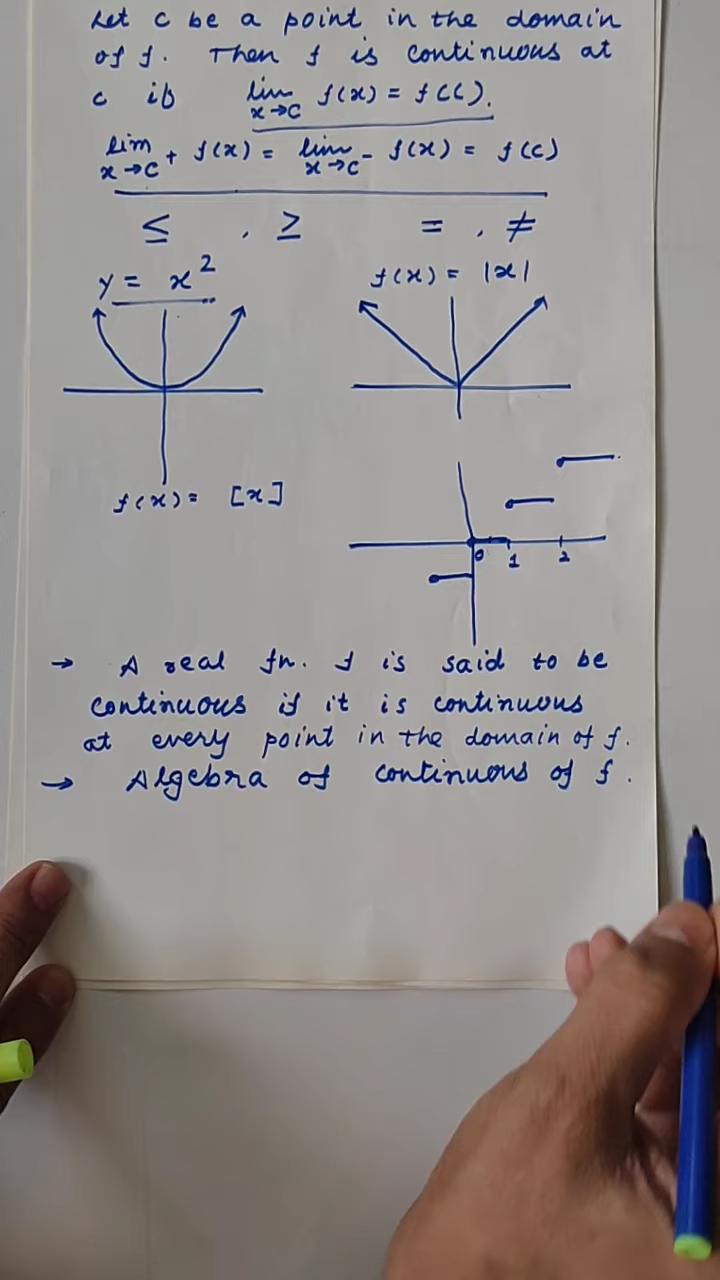 Let c be a point in the domain
of f. Then f is continuous at
c if lim x→c f(x) = f(c).
lim x→c+ f(x) = lim x→c- f(x) = f(c)
≤ , ≥ = , ≠
y = x² f(x) = |x|
f(x) = [x]
0 1 2
→ A real fn. f is said to be
continuous if it is continuous
at every point in the domain of f.
→ Algebra of continuous of f.